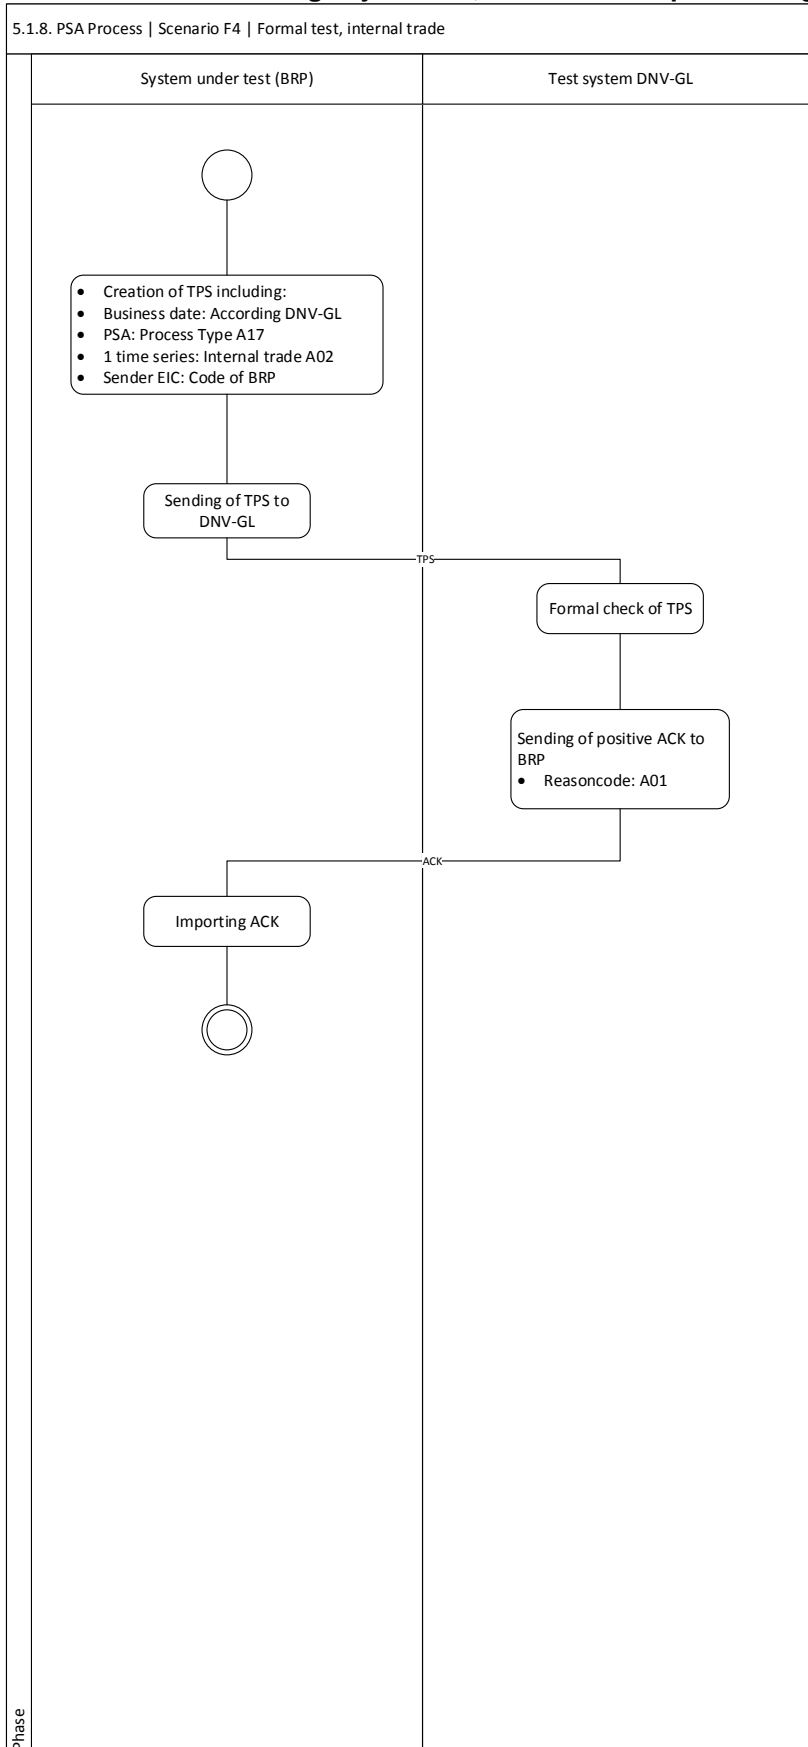 5.1.8. PSA Process | Scenario F4 | Formal test, internal trade
System under test (BRP)
Test system DNV-GL
• Creation of TPS including:
• Business date: According DNV-GL
• PSA: Process Type A17
• 1 time series: Internal trade A02
• Sender EIC: Code of BRP
Sending of TPS to
DNV-GL
TPS
Formal check of TPS
Sending of positive ACK to
BRP
• Reasoncode: A01
ACK
Importing ACK
Phase